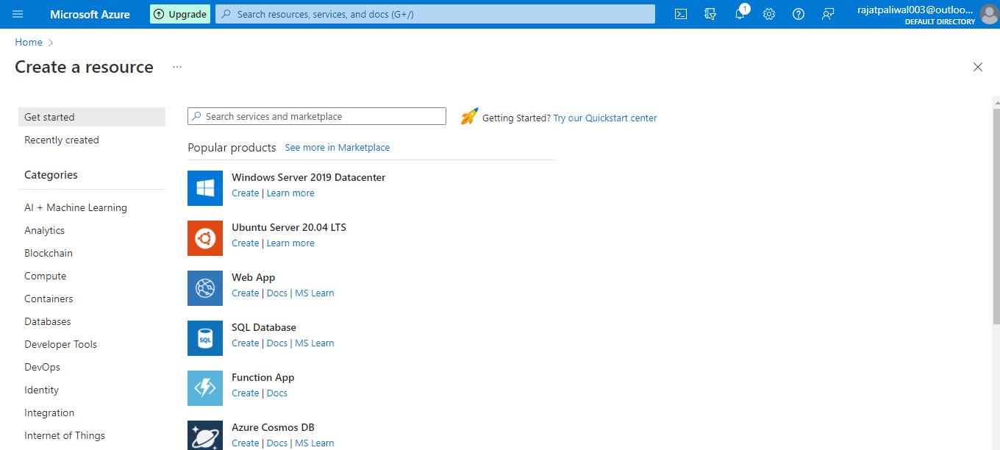 Microsoft Azure
Upgrade
Search resources, services, and docs (G+/)
1
rajatpaliwal003@outloo...
DEFAULT DIRECTORY
Home
Create a resource ...
Get started
Recently created
Categories
AI + Machine Learning
Analytics
Blockchain
Compute
Containers
Databases
Developer Tools
DevOps
Identity
Integration
Internet of Things
Search services and marketplace
Getting Started? Try our Quickstart center
Popular products See more in Marketplace
Windows Server 2019 Datacenter
Create | Learn more
Ubuntu Server 20.04 LTS
Create | Learn more
Web App
Create | Docs | MS Learn
SQL
SQL Database
Create | Docs | MS Learn
Function App
Create | Docs
Azure Cosmos DB
Create | Docs | MS Learn